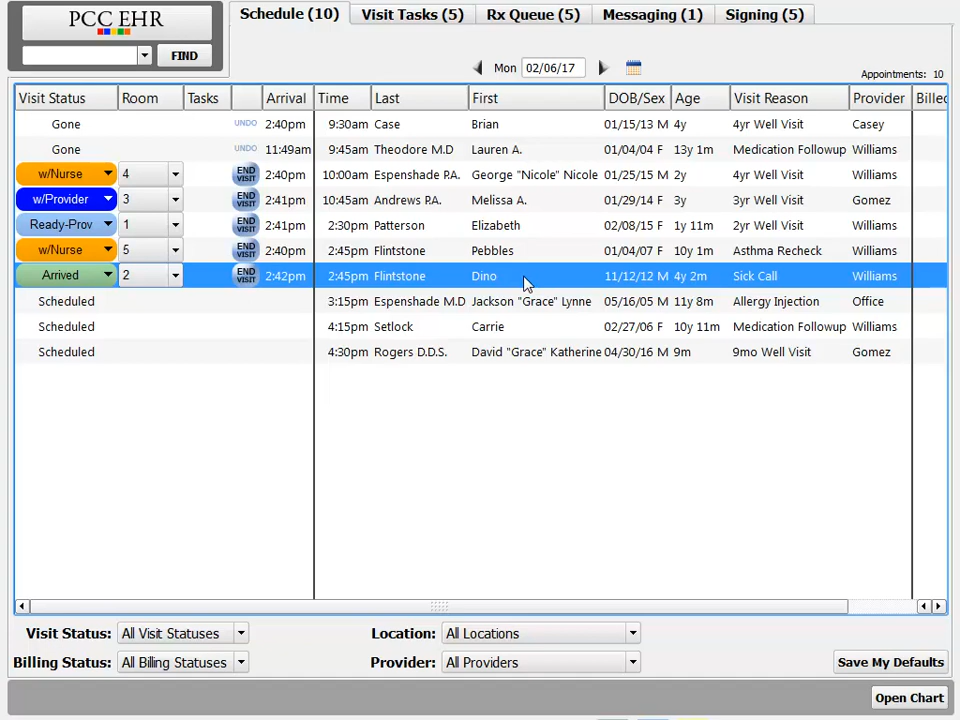 PCC EHR
FIND
Schedule (10) Visit Tasks (5) Rx Queue (5) Messaging (1) Signing (5)
Mon 02/06/17
Appointments: 10
Visit Status Room Tasks Arrival Time Last First DOB/Sex Age Visit Reason Provider Billed
Gone UNDO 2:40pm 9:30am Case Brian 01/15/13 M 4y 4yr Well Visit Casey
Gone UNDO 11:49am 9:45am Theodore M.D Lauren A. 01/04/04 F 13y 1m Medication Followup Williams
w/Nurse 4 END VISIT 2:40pm 10:00am Espenshade P.A. George "Nicole" Nicole 01/25/15 M 2y 4yr Well Visit Williams
w/Provider 3 END VISIT 2:41pm 10:45am Andrews P.A. Melissa A. 01/29/14 F 3y 3yr Well Visit Gomez
Ready-Prov 1 END VISIT 2:41pm 2:30pm Patterson Elizabeth 02/08/15 F 1y 11m 2yr Well Visit Williams
w/Nurse 5 END VISIT 2:40pm 2:45pm Flintstone Pebbles 01/04/07 F 10y 1m Asthma Recheck Williams
Arrived 2 END VISIT 2:42pm 2:45pm Flintstone Dino 11/12/12 M 4y 2m Sick Call Williams
Scheduled 3:15pm Espenshade M.D Jackson "Grace" Lynne 05/16/05 M 11y 8m Allergy Injection Office
Scheduled 4:15pm Setlock Carrie 02/27/06 F 10y 11m Medication Followup Williams
Scheduled 4:30pm Rogers D.D.S. David "Grace" Katherine 04/30/16 M 9m 9mo Well Visit Gomez
Visit Status: All Visit Statuses Location: All Locations
Billing Status: All Billing Statuses Provider: All Providers Save My Defaults
Open Chart